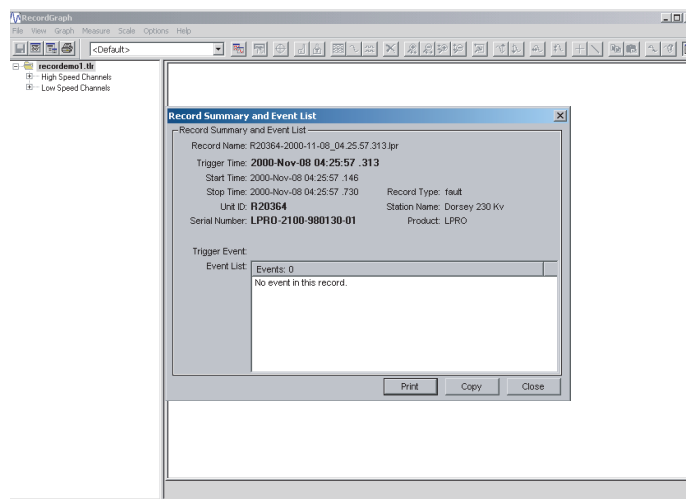 RecordGraph
File View Graph Measure Scale Options Help
<Default>
recordemo1.tlr
High Speed Channels
Low Speed Channels
Record Summary and Event List
Record Summary and Event List
Record Name: R20364-2000-11-08_04.25.57.313.lpr
Trigger Time: 2000-Nov-08 04:25:57 .313
Start Time: 2000-Nov-08 04:25:57 .146
Stop Time: 2000-Nov-08 04:25:57 .730 Record Type: fault
Unit ID: R20364 Station Name: Dorsey 230 Kv
Serial Number: LPRO-2100-980130-01 Product: LPRO
Trigger Event:
Event List: Events: 0
No event in this record.
Print Copy Close